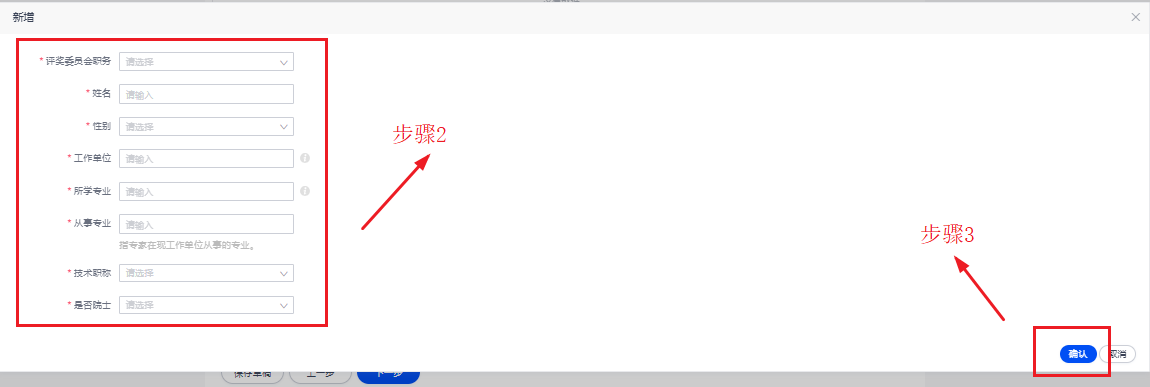 新增
* 评奖委员会职务 请选择
* 姓名 请输入
* 性别 请选择
步骤2
* 工作单位 请输入
* 所学专业 请输入
* 从事专业 请输入
步骤3
指专家在现工作单位从事的专业。
* 技术职称 请选择
* 是否院士 请选择
确认 取消
保存草稿 上一步 下一步